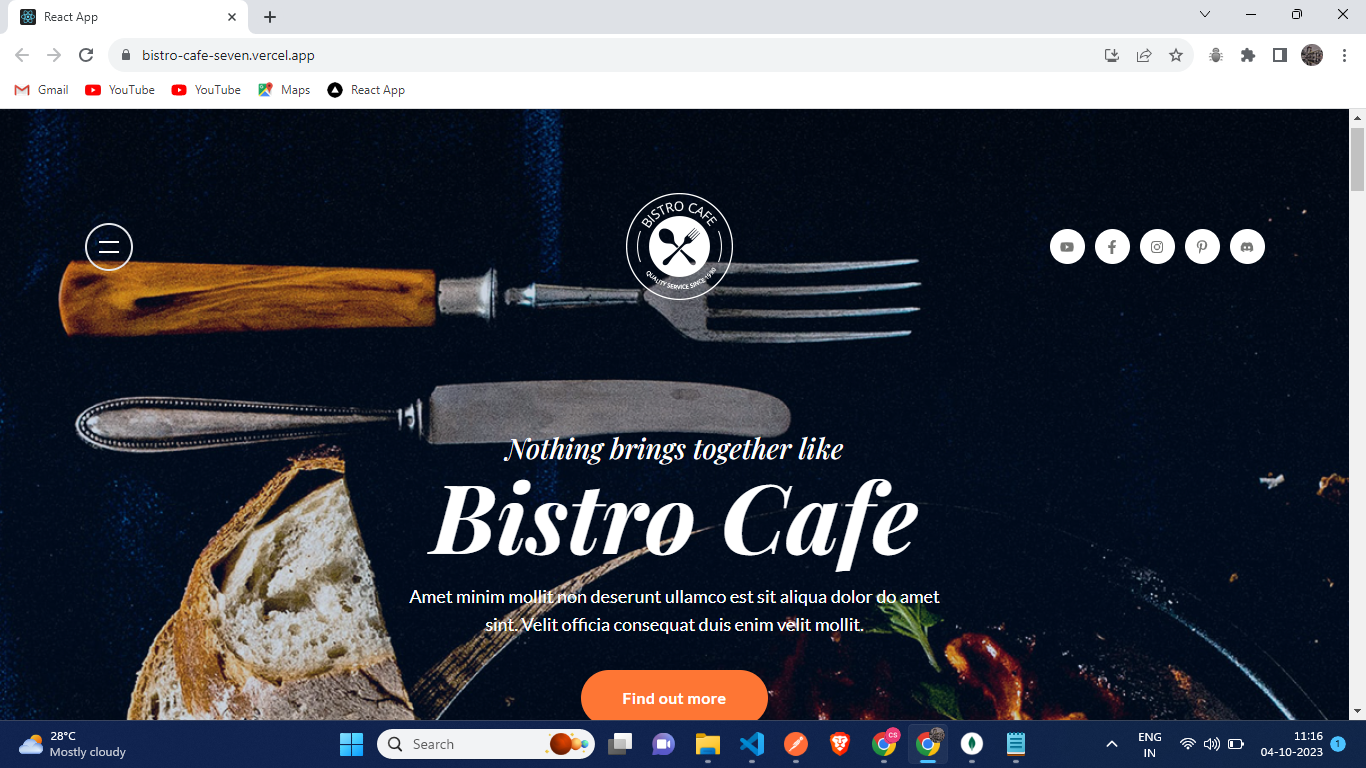 React App
bistro-cafe-seven.vercel.app
Gmail
YouTube
YouTube
Maps
React App
BISTRO CAFE
QUALITY SERVICE SINCE 1930
Nothing brings together like
Bistro Cafe
Amet minim mollit non deserunt ullamco est sit aliqua dolor do amet
sint. Velit officia consequat duis enim velit mollit.
Find out more
28°C
Mostly cloudy
Search
CS
ENG
IN
11:16
04-10-2023
1